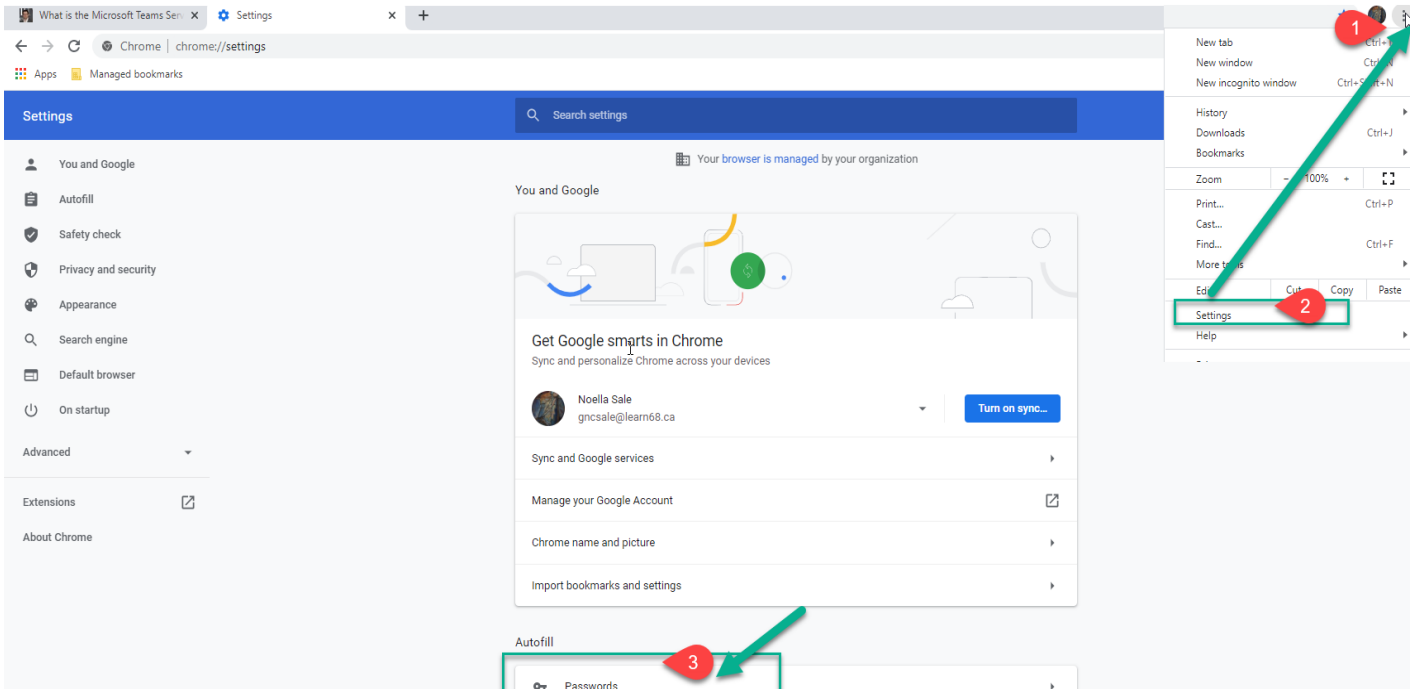 What is the Microsoft Teams Serv
Settings
Chrome | chrome://settings
Apps Managed bookmarks
Settings
Search settings
Your browser is managed by your organization
You and Google
Autofill
Safety check
Privacy and security
Appearance
Search engine
Default browser
On startup
Advanced
Extensions
About Chrome
You and Google
Get Google smarts in Chrome
Sync and personalize Chrome across your devices
Noella Sale
gncsale@learn68.ca
Turn on sync...
Sync and Google services
Manage your Google Account
Chrome name and picture
Import bookmarks and settings
Autofill
3
Passwords
1
New tab
New window
New incognito window
History
Downloads Ctrl+J
Bookmarks
Zoom - 100% +
Print... Ctrl+P
Cast...
Find... Ctrl+F
More
Copy Paste
2
Settings
Help